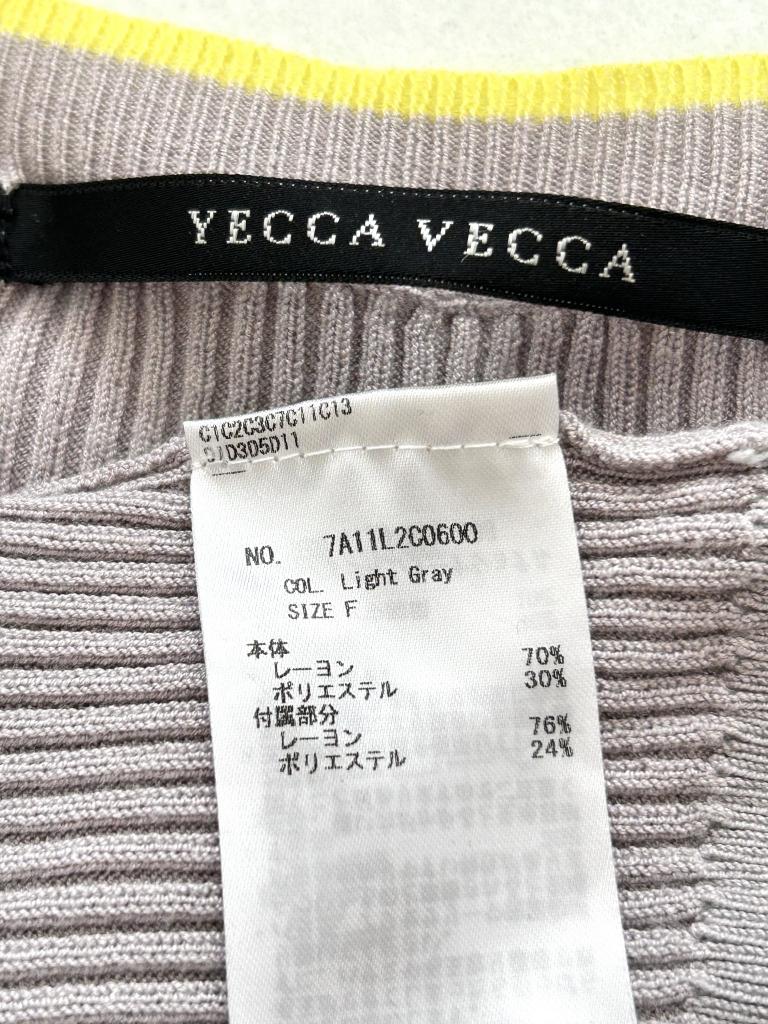 YECCA VECCA
C1C2C3C7C11C13
D1D3D5D11
NO. 7A11L2C0600
COL. Light Gray
SIZE F
本体
レーヨン 70%
ポリエステル 30%
付属部分
レーヨン 76%
ポリエステル 24%